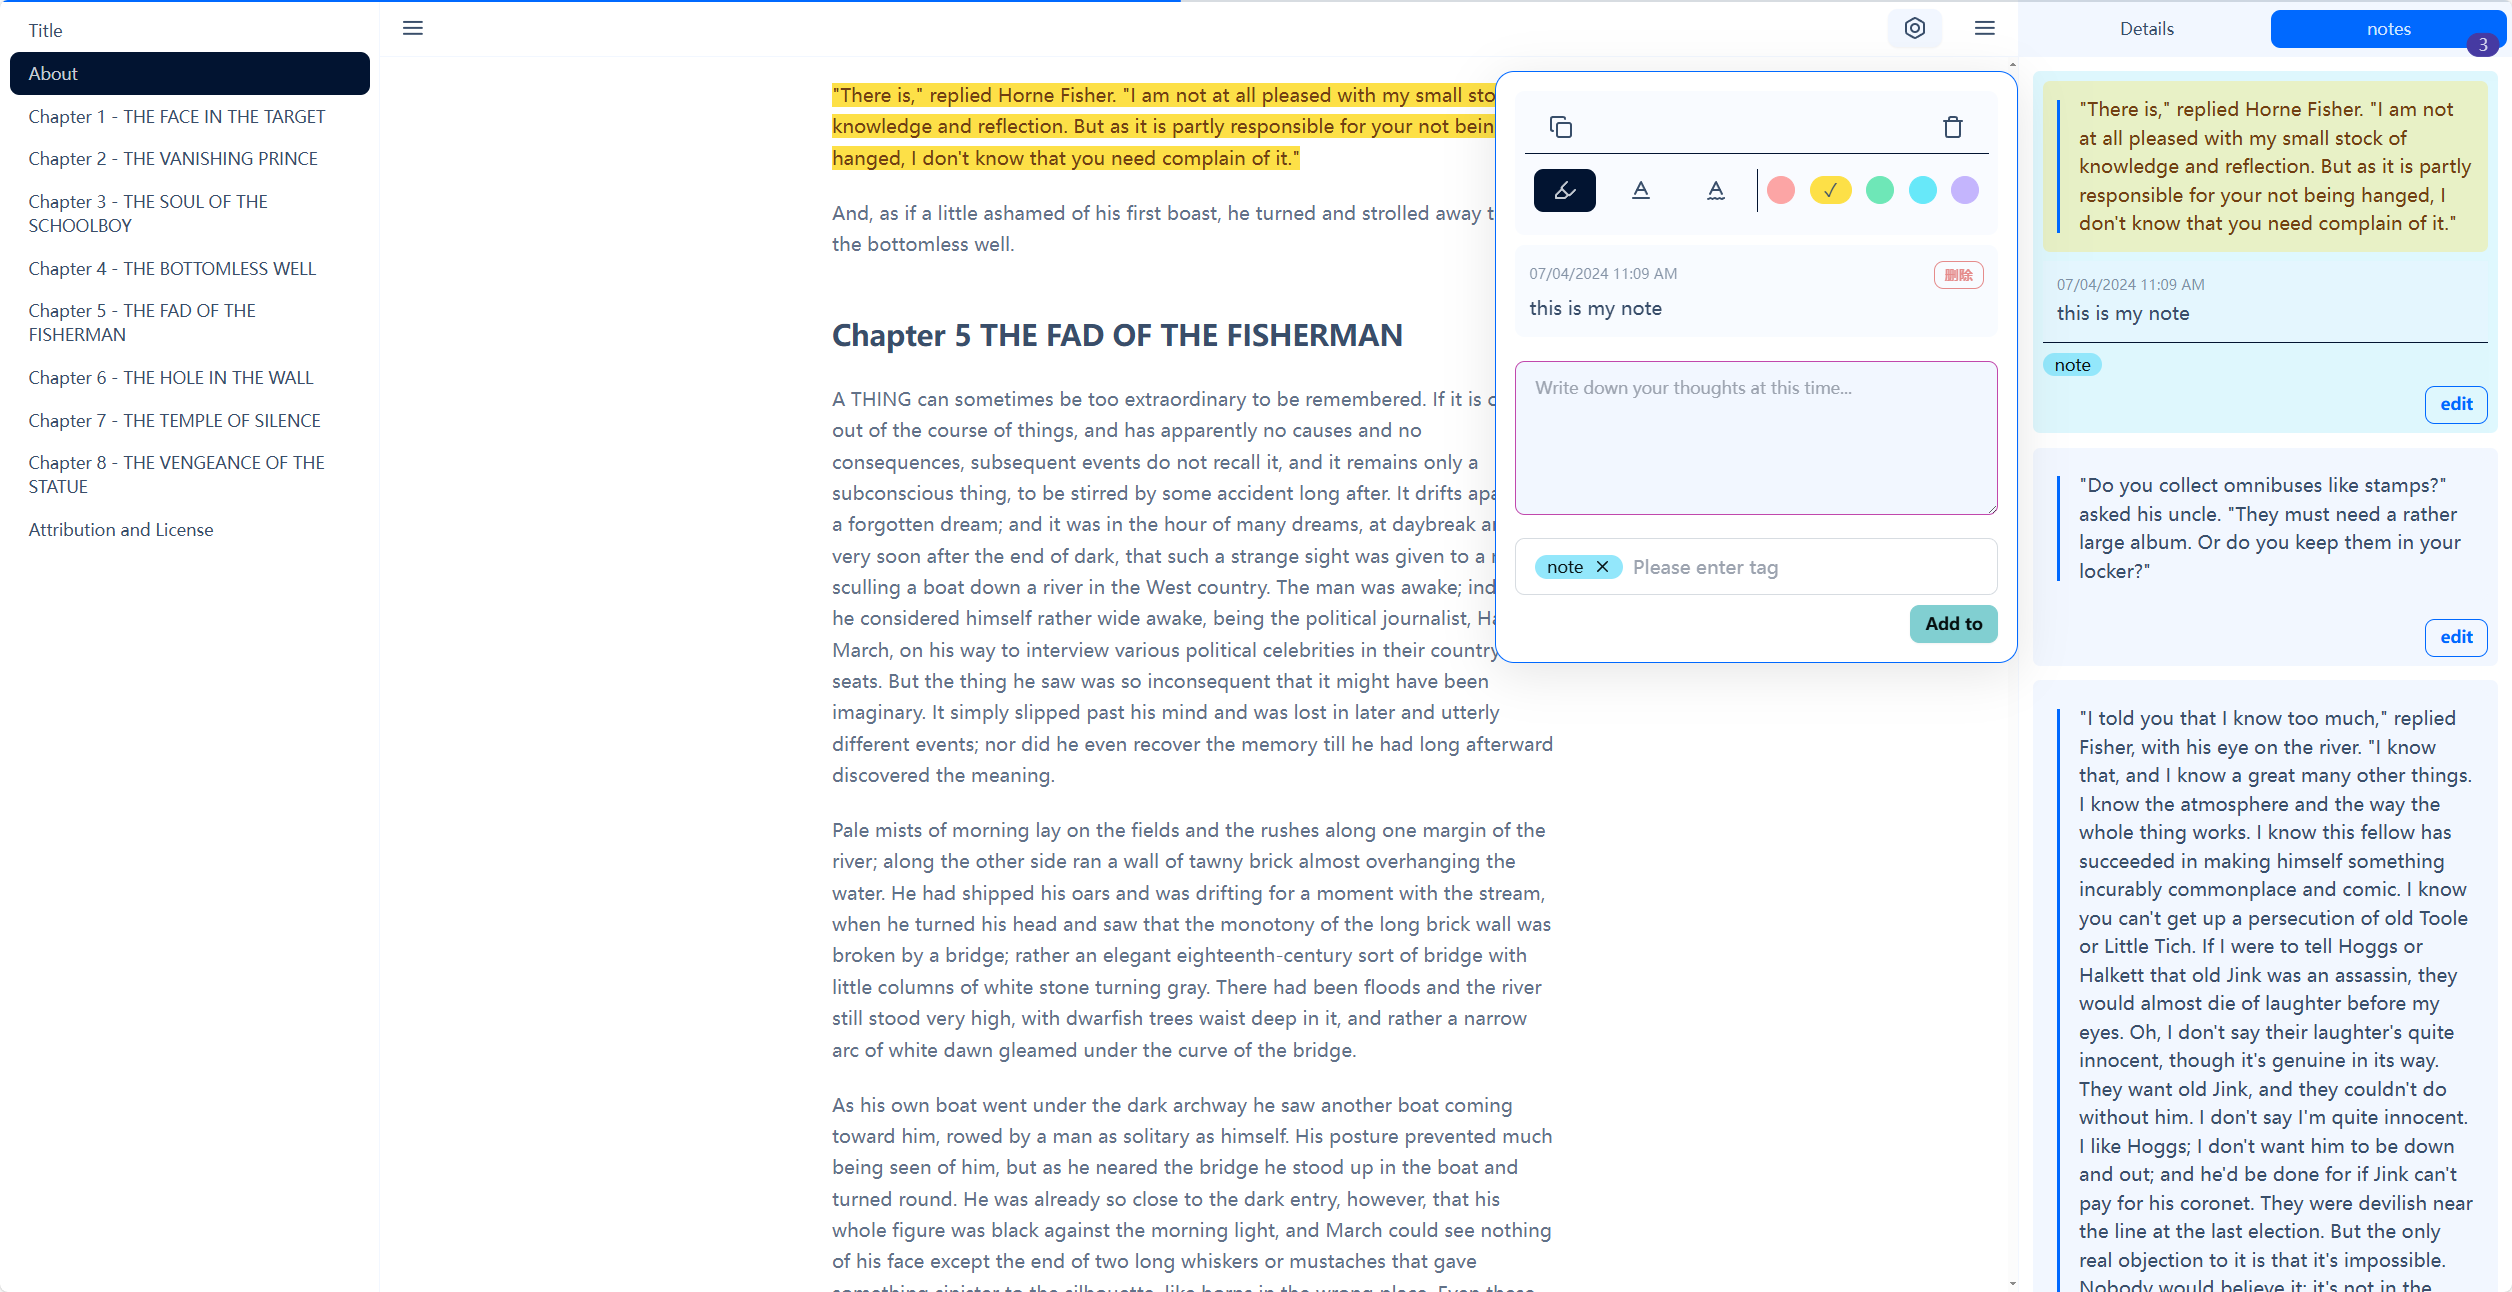 Title
About
Chapter 1 - THE FACE IN THE TARGET
Chapter 2 - THE VANISHING PRINCE
Chapter 3 - THE SOUL OF THE
SCHOOLBOY
Chapter 4 - THE BOTTOMLESS WELL
Chapter 5 - THE FAD OF THE
FISHERMAN
Chapter 6 - THE HOLE IN THE WALL
Chapter 7 - THE TEMPLE OF SILENCE
Chapter 8 - THE VENGEANCE OF THE
STATUE
Attribution and License
"There is," replied Horne Fisher. "I am not at all pleased with my small sto
knowledge and reflection. But as it is partly responsible for your not bein
hanged, I don't know that you need complain of it."
And, as if a little ashamed of his first boast, he turned and strolled away t
the bottomless well.
Chapter 5 THE FAD OF THE FISHERMAN
A THING can sometimes be too extraordinary to be remembered. If it is c
out of the course of things, and has apparently no causes and no
consequences, subsequent events do not recall it, and it remains only a
subconscious thing, to be stirred by some accident long after. It drifts apa
a forgotten dream; and it was in the hour of many dreams, at daybreak a
very soon after the end of dark, that such a strange sight was given to a
sculling a boat down a river in the West country. The man was awake; ind
he considered himself rather wide awake, being the political journalist, Ha
March, on his way to interview various political celebrities in their country
seats. But the thing he saw was so inconsequent that it might have been
imaginary. It simply slipped past his mind and was lost in later and utterly
different events; nor did he even recover the memory till he had long afterward
discovered the meaning.
Pale mists of morning lay on the fields and the rushes along one margin of the
river; along the other side ran a wall of tawny brick almost overhanging the
water. He had shipped his oars and was drifting for a moment with the stream,
when he turned his head and saw that the monotony of the long brick wall was
broken by a bridge; rather an elegant eighteenth-century sort of bridge with
little columns of white stone turning gray. There had been floods and the river
still stood very high, with dwarfish trees waist deep in it, and rather a narrow
arc of white dawn gleamed under the curve of the bridge.
As his own boat went under the dark archway he saw another boat coming
toward him, rowed by a man as solitary as himself. His posture prevented much
being seen of him, but as he neared the bridge he stood up in the boat and
turned round. He was already so close to the dark entry, however, that his
whole figure was black against the morning light, and March could see nothing
of his face except the end of two long whiskers or mustaches that gave
something sinister to the silhouette, like horns in the wrong place. Even these
07/04/2024 11:09 AM
删除
this is my note
Write down your thoughts at this time...
note
Please enter tag
Add to
Details
notes
3
"There is," replied Horne Fisher. "I am not
at all pleased with my small stock of
knowledge and reflection. But as it is partly
responsible for your not being hanged, I
don't know that you need complain of it."
07/04/2024 11:09 AM
this is my note
note
edit
"Do you collect omnibuses like stamps?"
asked his uncle. "They must need a rather
large album. Or do you keep them in your
locker?"
edit
"I told you that I know too much," replied
Fisher, with his eye on the river. "I know
that, and I know a great many other things.
I know the atmosphere and the way the
whole thing works. I know this fellow has
succeeded in making himself something
incurably commonplace and comic. I know
you can't get up a persecution of old Toole
or Little Tich. If I were to tell Hoggs or
Halkett that old Jink was an assassin, they
would almost die of laughter before my
eyes. Oh, I don't say their laughter's quite
innocent, though it's genuine in its way.
They want old Jink, and they couldn't do
without him. I don't say I'm quite innocent.
I like Hoggs; I don't want him to be down
and out; and he'd be done for if Jink can't
pay for his coronet. They were devilish near
the line at the last election. But the only
real objection to it is that it's impossible.
Nobody would believe it; it's not in the